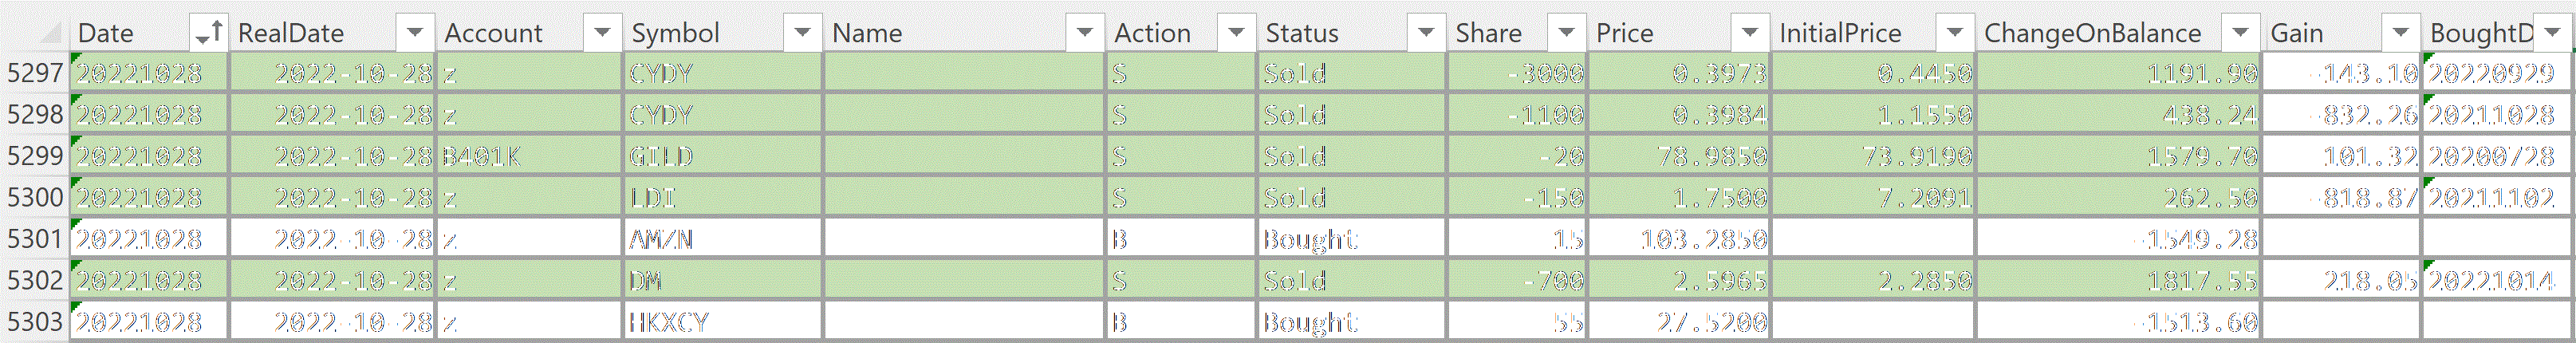 Date RealDate Account Symbol Name Action Status Share Price InitialPrice ChangeOnBalance Gain BoughtD
5297 20221028 2022-10-28 z CYDY S Sold -3000 0.3973 0.4450 1191.90 -143.10 20220929
5298 20221028 2022-10-28 z CYDY S Sold -1100 0.3984 1.1550 438.24 -832.26 20211028
5299 20221028 2022-10-28 B401K GILD S Sold -20 78.9850 73.9190 1579.70 101.32 20200728
5300 20221028 2022-10-28 z LDI S Sold -150 1.7500 7.2091 262.50 -818.87 20211102
5301 20221028 2022-10-28 z AMZN B Bought 15 103.2850 -1549.28
5302 20221028 2022-10-28 z DM S Sold -700 2.5965 2.2850 1817.55 218.05 20221014
5303 20221028 2022-10-28 z HKXCY B Bought 55 27.5200 -1513.60